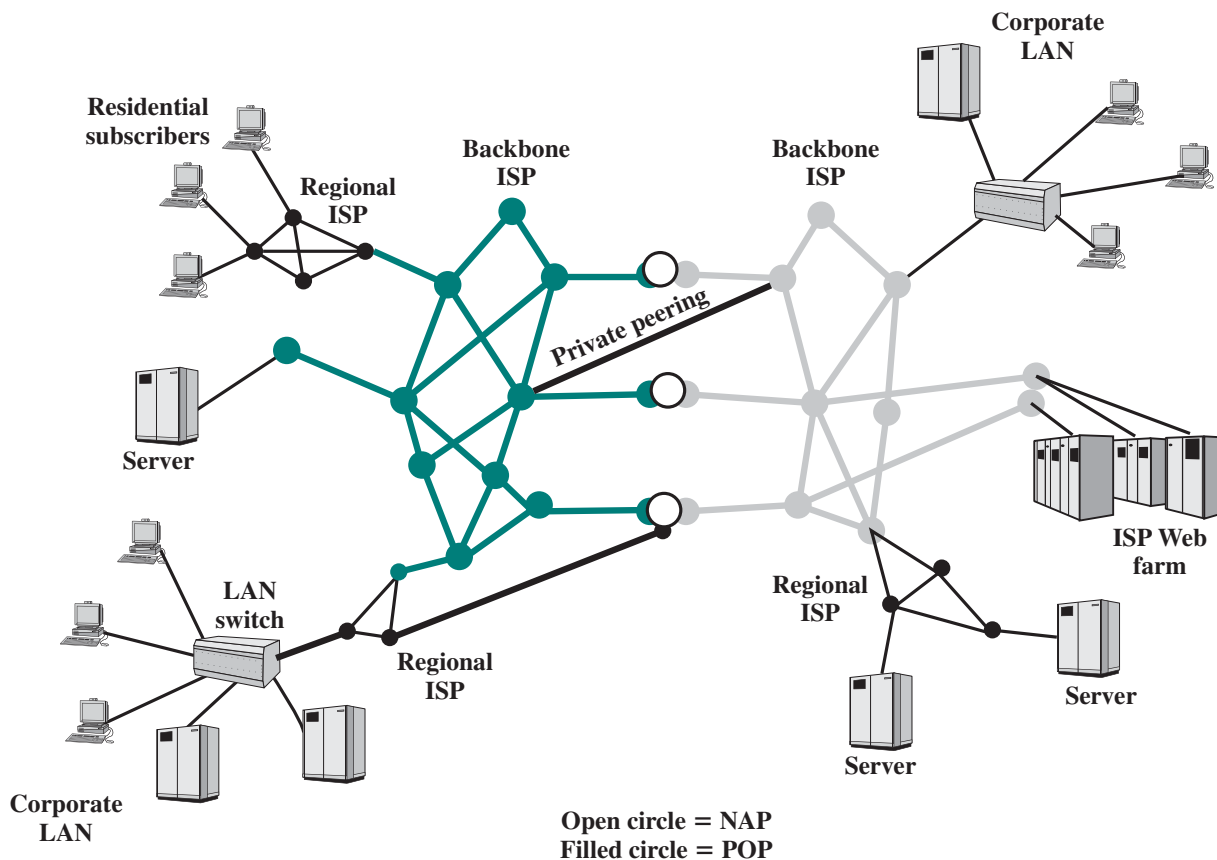 Corporate
LAN
Residential
subscribers
Backbone
ISP
Backbone
ISP
Regional
ISP
Private peering
Server
ISP Web
farm
LAN
switch
Regional
ISP
Regional
ISP
Server
Server
Corporate
LAN
Open circle = NAP
Filled circle = POP